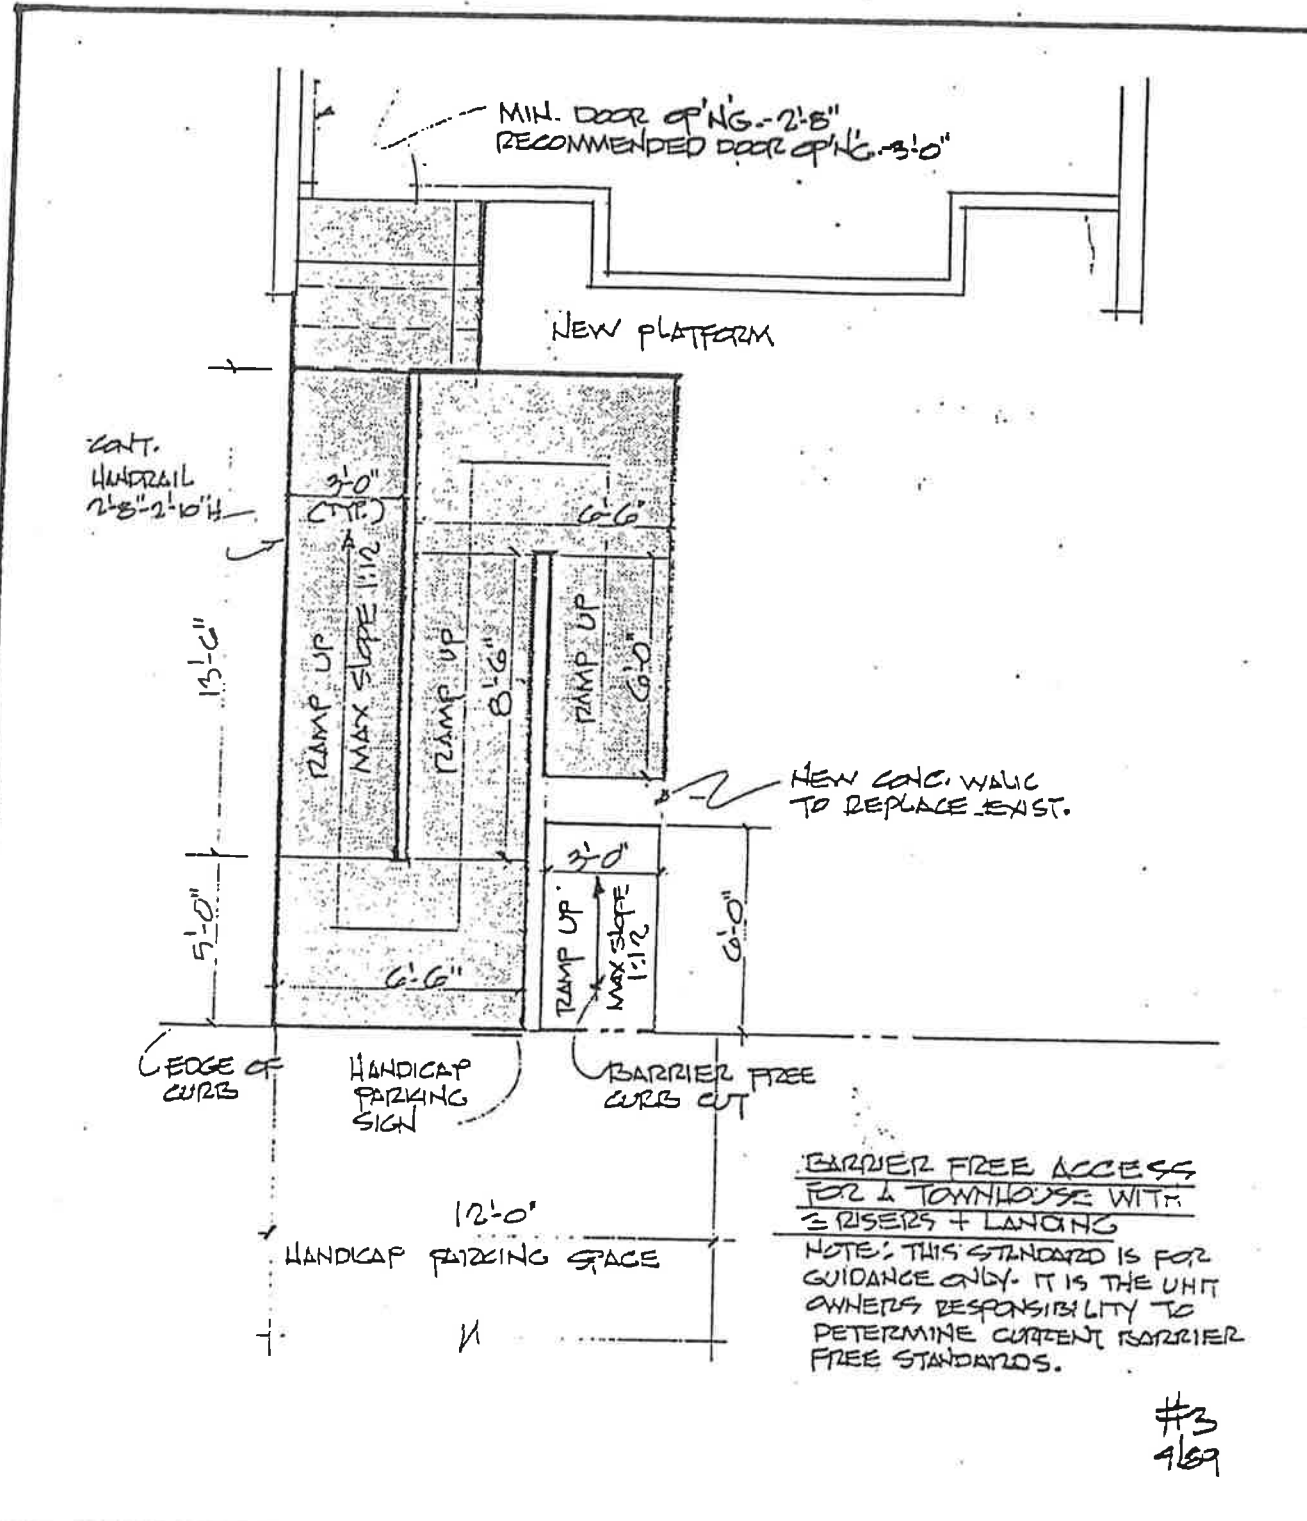 MIN. DOOR OP'N'G.-2'-8"
RECOMMENDED DOOR OP'N'G.-3'-0"
NEW PLATFORM
CONT.
HANDRAIL
2'-8"-2'-10"H
3'-0"
(TYP.)
6'-6"
RAMP UP
MAX SLOPE 1:12
RAMP UP
8'-6"
RAMP UP
6'-0"
13'-6"
NEW CONC. WALK
TO REPLACE EXIST.
3'-0"
RAMP UP
MAX SLOPE
1:12
6'-0"
5'-0"
6'-6"
EDGE OF
CURB
HANDICAP
PARKING
SIGN
BARRIER FREE
CURB CUT
12'-0"
HANDICAP PARKING SPACE
BARRIER FREE ACCESS
FOR A TOWNHOUSE WITH
RISERS + LANDING
NOTE: THIS STANDARD IS FOR
GUIDANCE ONLY. IT IS THE UNIT
OWNERS RESPONSIBILITY TO
DETERMINE CURRENT BARRIER
FREE STANDARDS.
#3
4/89